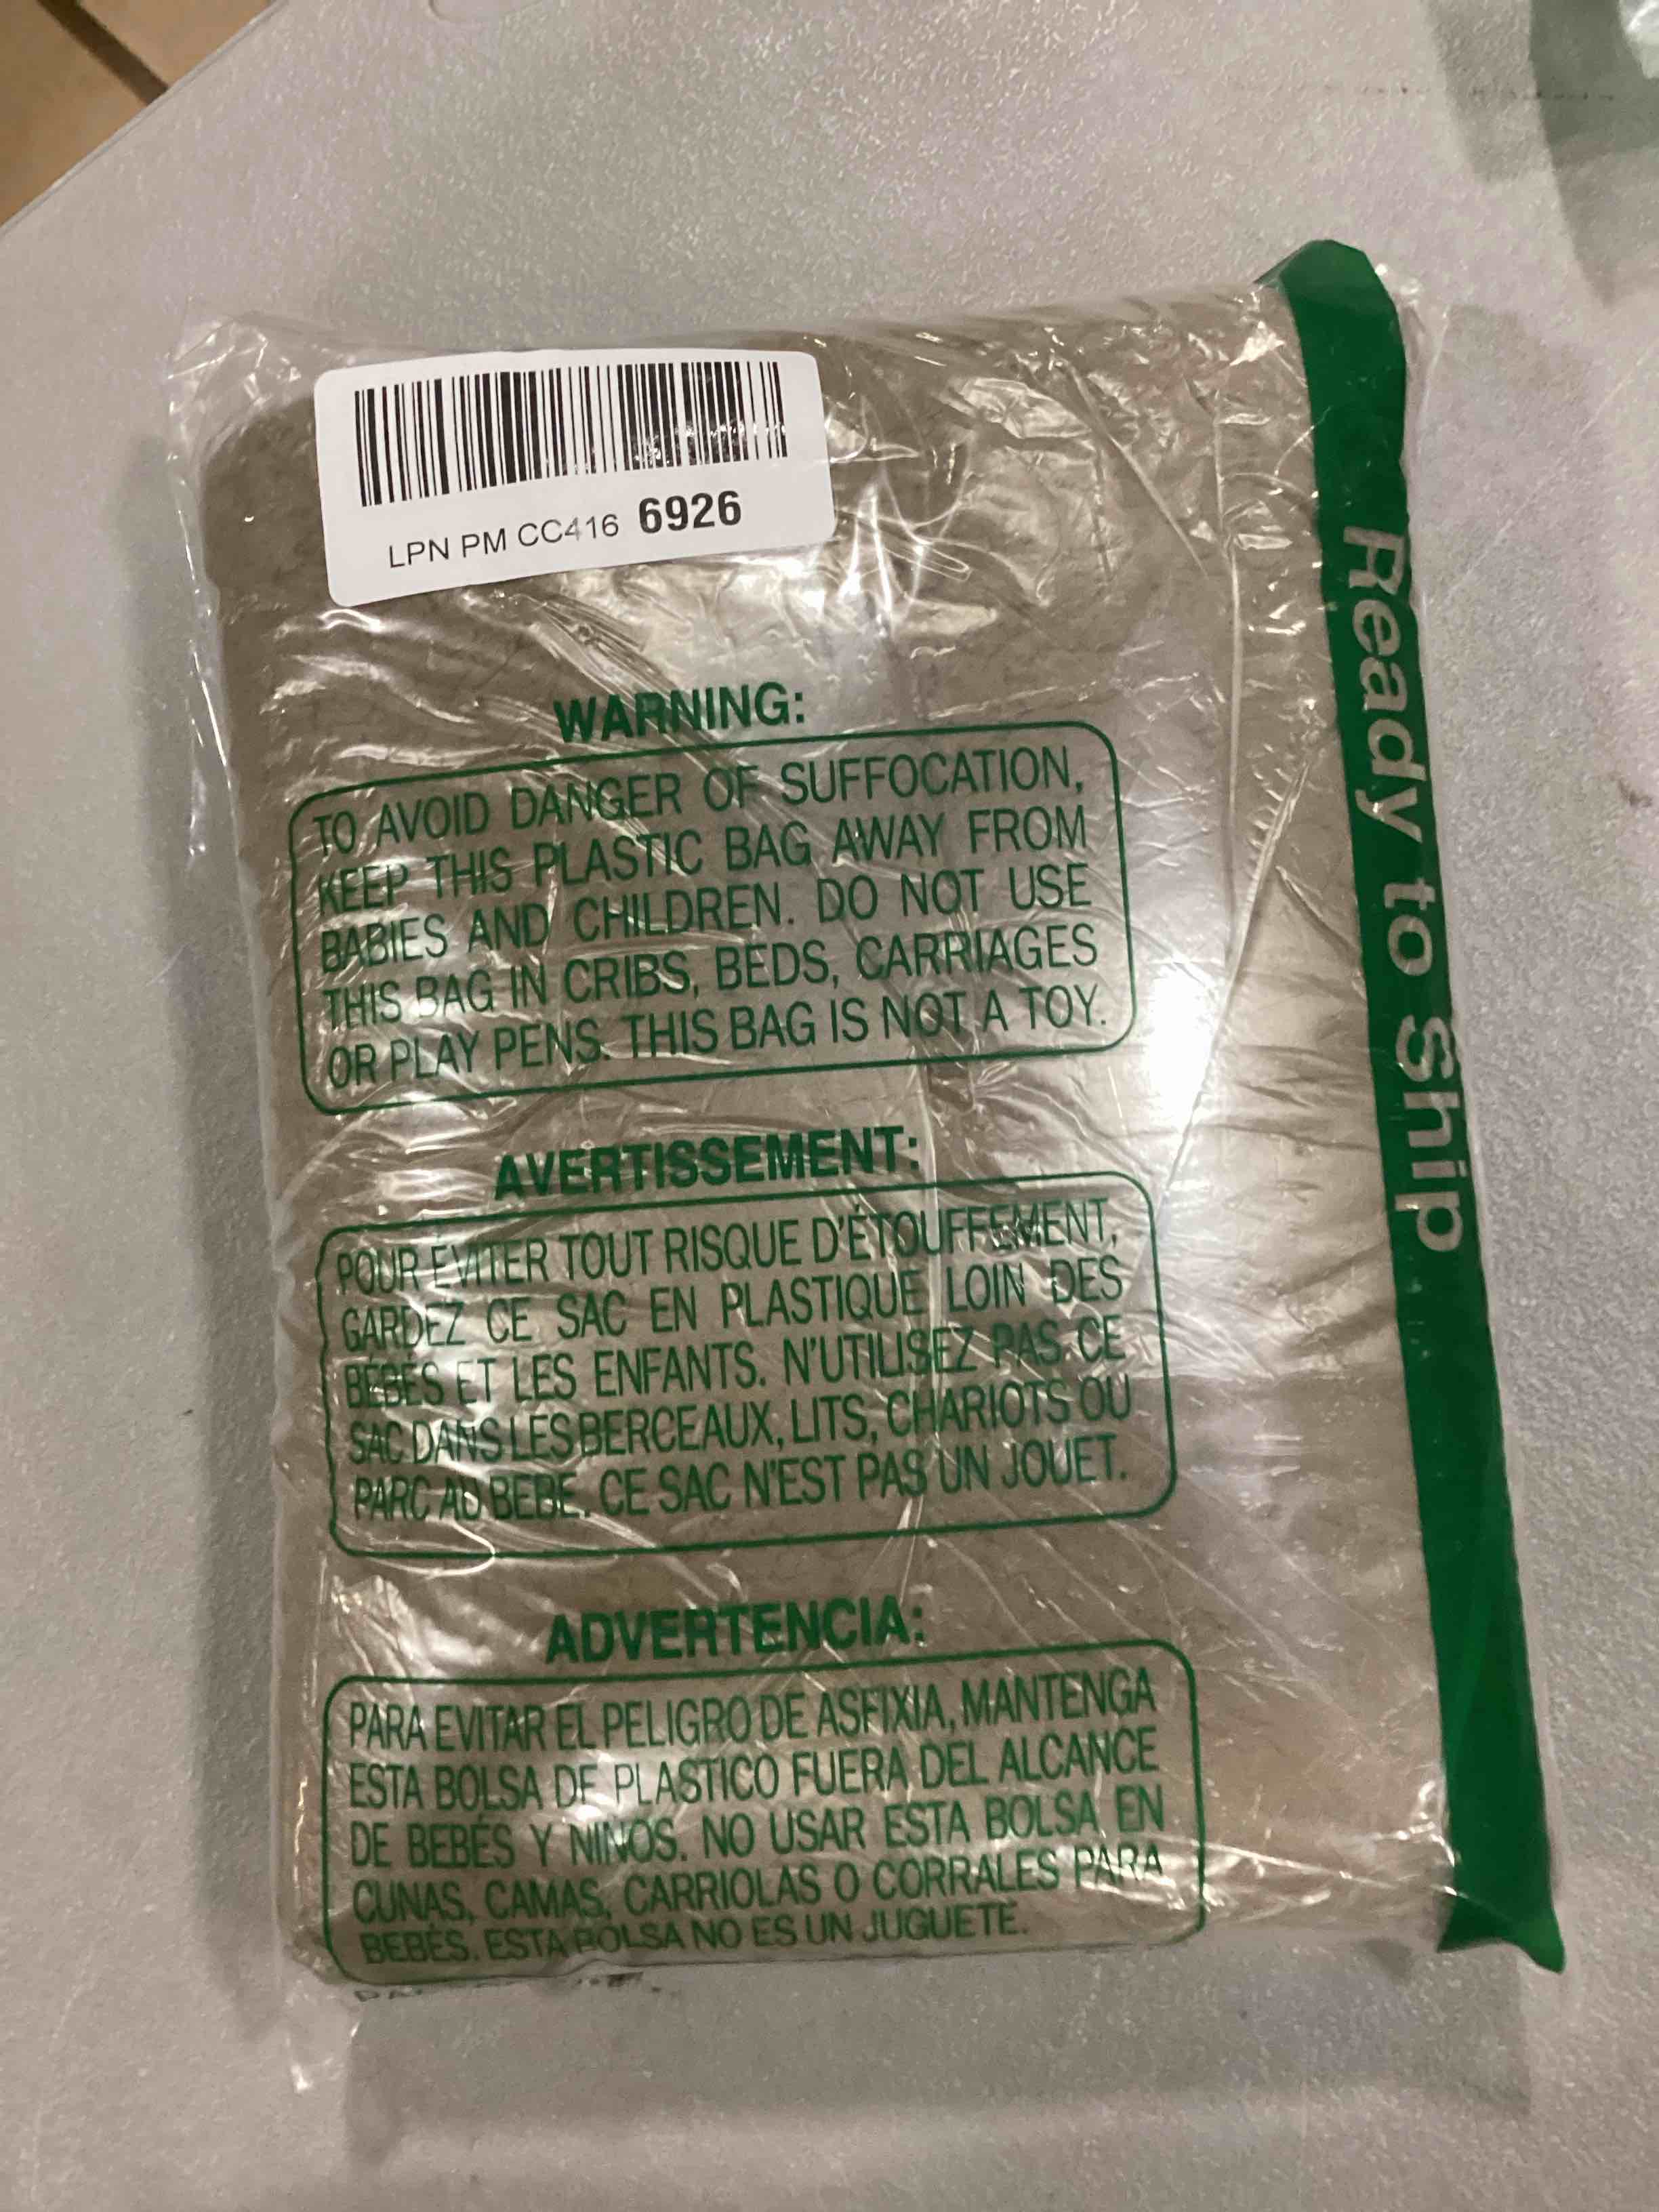 LPN PM CC416 6926
Ready to Ship
WARNING:
TO AVOID DANGER OF SUFFOCATION,
KEEP THIS PLASTIC BAG AWAY FROM
BABIES AND CHILDREN. DO NOT USE
THIS BAG IN CRIBS, BEDS, CARRIAGES
OR PLAY PENS. THIS BAG IS NOT A TOY.
AVERTISSEMENT:
POUR ÉVITER TOUT RISQUE D'ÉTOUFFEMENT,
GARDEZ CE SAC EN PLASTIQUE LOIN DES
BÉBÉS ET LES ENFANTS. N'UTILISEZ PAS CE
SAC DANS LES BERCEAUX, LITS, CHARIOTS OU
PARC AU BEBE, CE SAC N'EST PAS UN JOUET.
ADVERTENCIA:
PARA EVITAR EL PELIGRO DE ASFIXIA, MANTENGA
ESTA BOLSA DE PLASTICO FUERA DEL ALCANCE
DE BEBÉS Y NINOS. NO USAR ESTA BOLSA EN
CUNAS, CAMAS, CARRIOLAS O CORRALES PARA
BEBÉS. ESTA BOLSA NO ES UN JUGUETE.